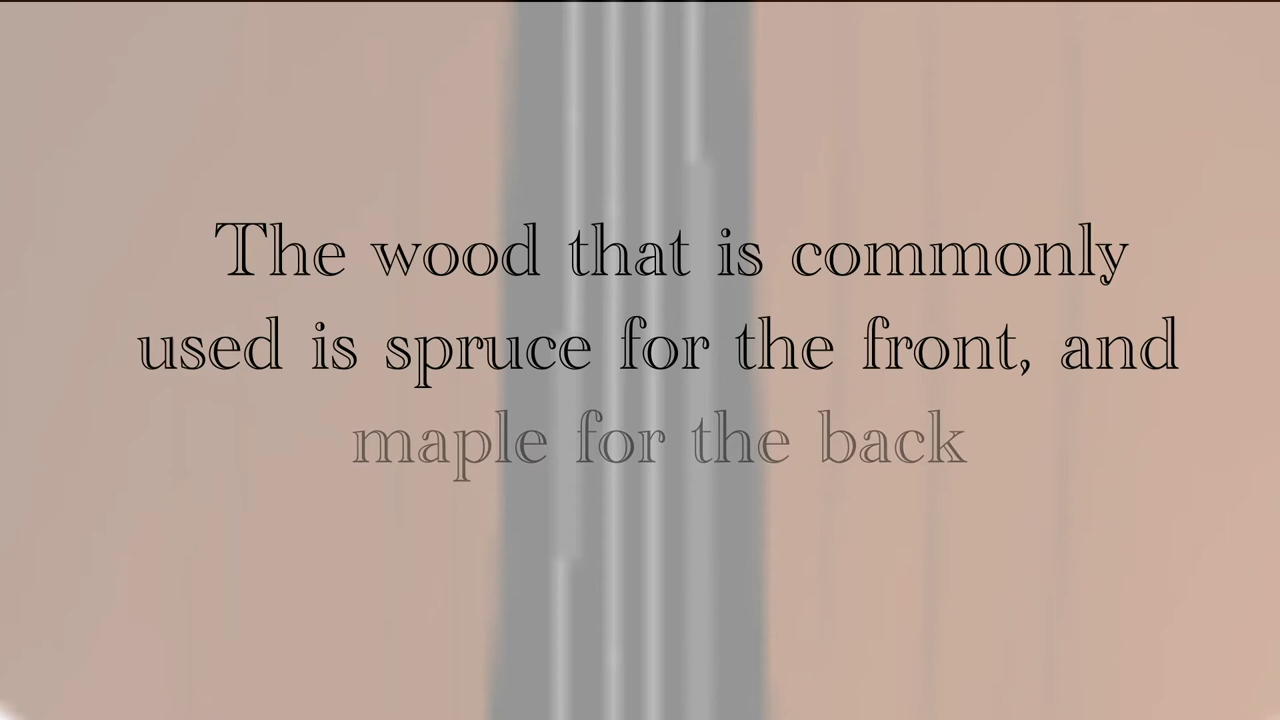 The wood that is commonly
used is spruce for the front, and
maple for the back